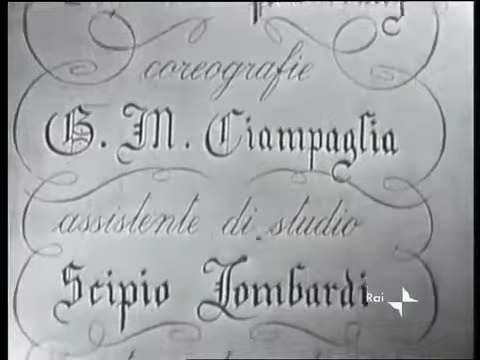 coreografie
G. M. Ciampaglia
assistente di studio
Scipio Lombardi
Rai